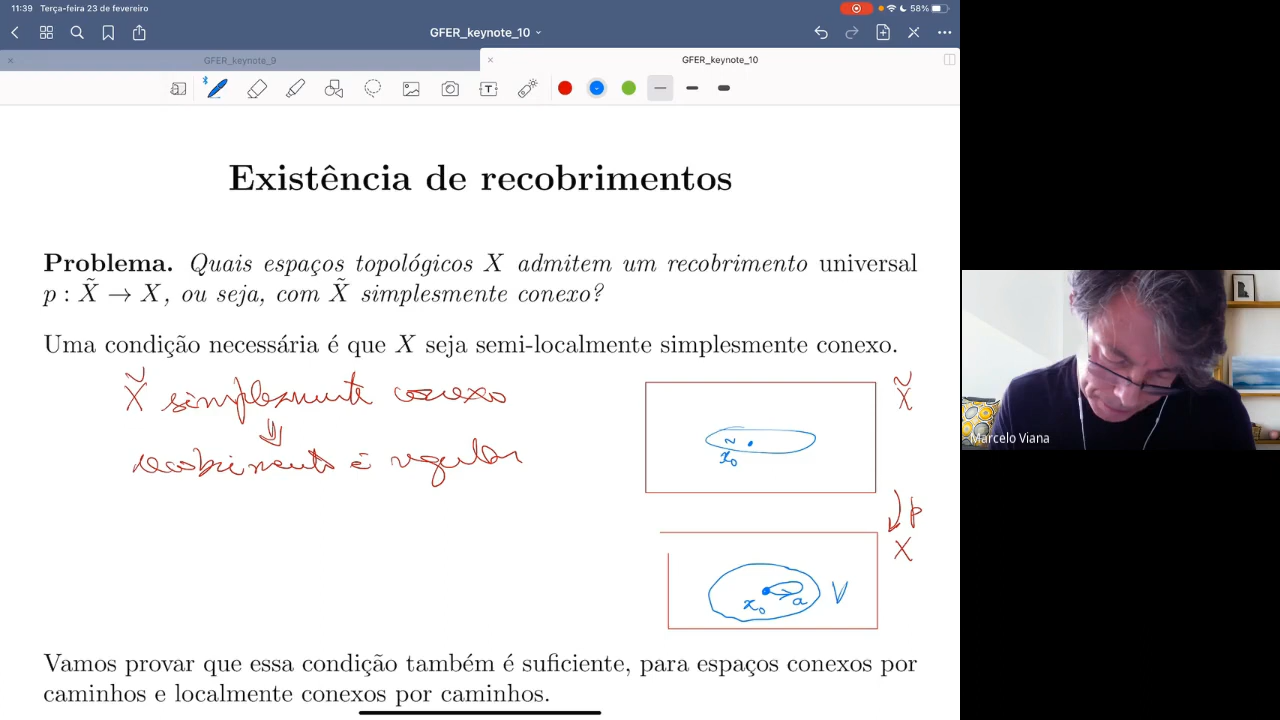 11:39 Terça-feira 23 de fevereiro
58%
GFER_keynote_10
GFER_keynote_9
GFER_keynote_10
Existência de recobrimentos
Problema. Quais espaços topológicos X admitem um recobrimento universal
p : X̃ → X, ou seja, com X̃ simplesmente conexo?
Uma condição necessária é que X seja semi-localmente simplesmente conexo.
X̃ simplesmente conexo
⇓
recobrimento é regular
X̃
x̃₀
p
X
x₀ a V
Marcelo Viana
Vamos provar que essa condição também é suficiente, para espaços conexos por
caminhos e localmente conexos por caminhos.